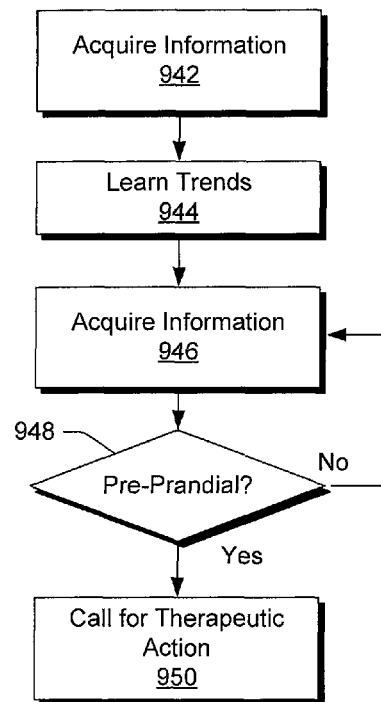 Acquire Information
942
Learn Trends
944
Acquire Information
946
948
No
Pre-Prandial?
Yes
Call for Therapeutic
Action
950